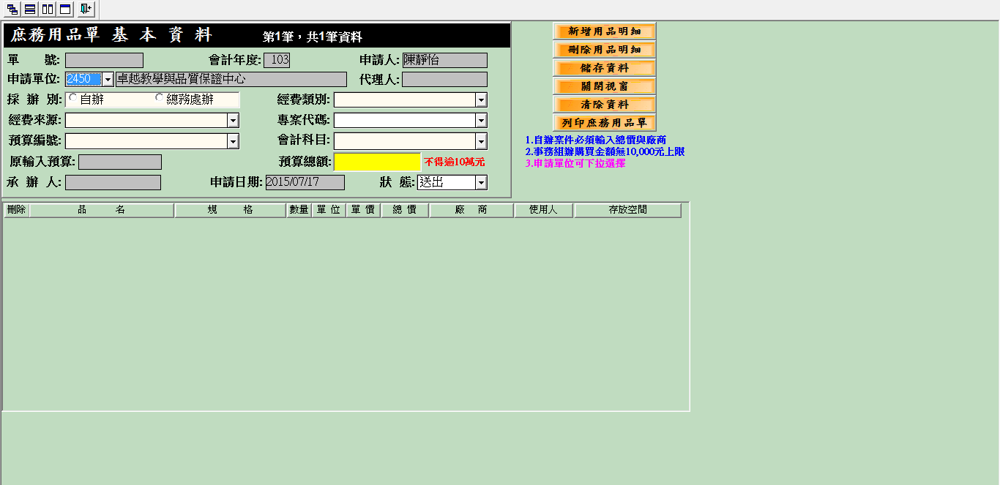 庶務用品單 基 本 資 料 第1筆，共1筆資料
單 號: 會計年度: 103 申請人: 陳靜怡
申請單位: 2450 卓越教學與品質保證中心 代理人:
採 辦 別: 自辦 總務處辦 經費類別:
經費來源: 專案代碼:
預算編號: 會計科目:
原輸入預算: 預算總額: 不得逾10萬元
承 辦 人: 申請日期: 2015/07/17 狀 態: 送出
新增用品明細
刪除用品明細
儲存資料
關閉視窗
清除資料
列印庶務用品單
1.自辦案件必須輸入總價與廠商
2.事務組辦購買金額無10,000元上限
3.申請單位可下拉選擇
刪除 品 名 規 格 數量 單 位 單 價 總 價 廠 商 使用人 存放空間